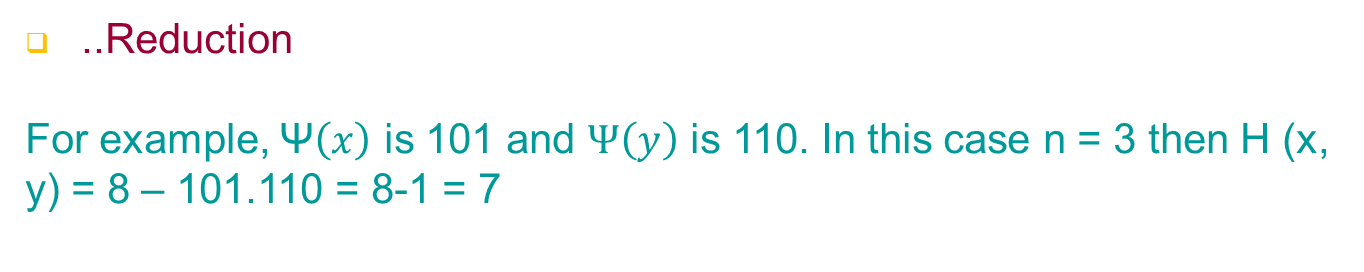 ❑ ..Reduction
For example, Ψ(x) is 101 and Ψ(y) is 110. In this case n = 3 then H (x,
y) = 8 – 101.110 = 8-1 = 7